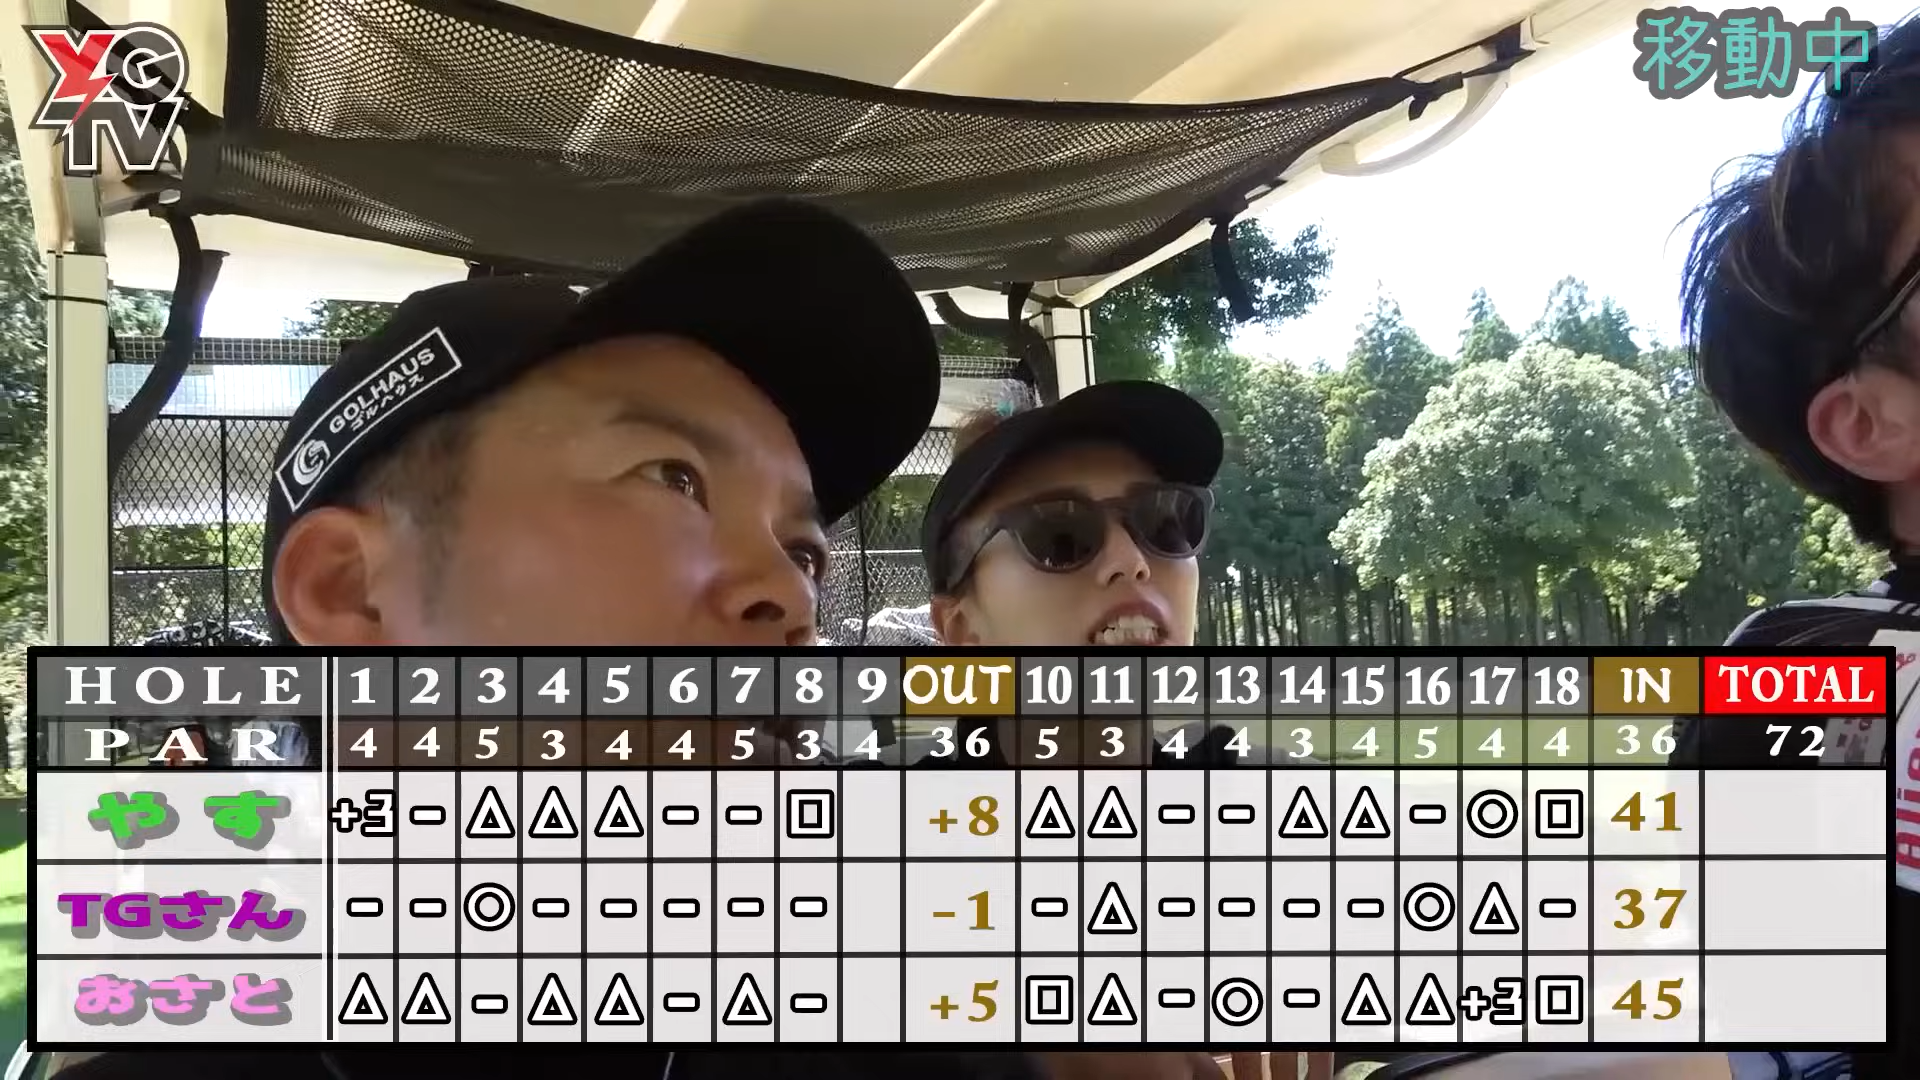 YGTV
移動中
GOLHAUS
ゴルハウス
HOLE 1 2 3 4 5 6 7 8 9 OUT 10 11 12 13 14 15 16 17 18 IN TOTAL
PAR 4 4 5 3 4 4 5 3 4 36 5 3 4 4 3 4 5 4 4 36 72
やす +3 - △ △ △ - - □ +8 △ △ - - △ △ - ◎ □ 41
TGさん - - ◎ - - - - - -1 - △ - - - - ◎ △ - 37
おさと △ △ - △ △ - △ - +5 □ △ - ◎ - △ △ +3 □ 45